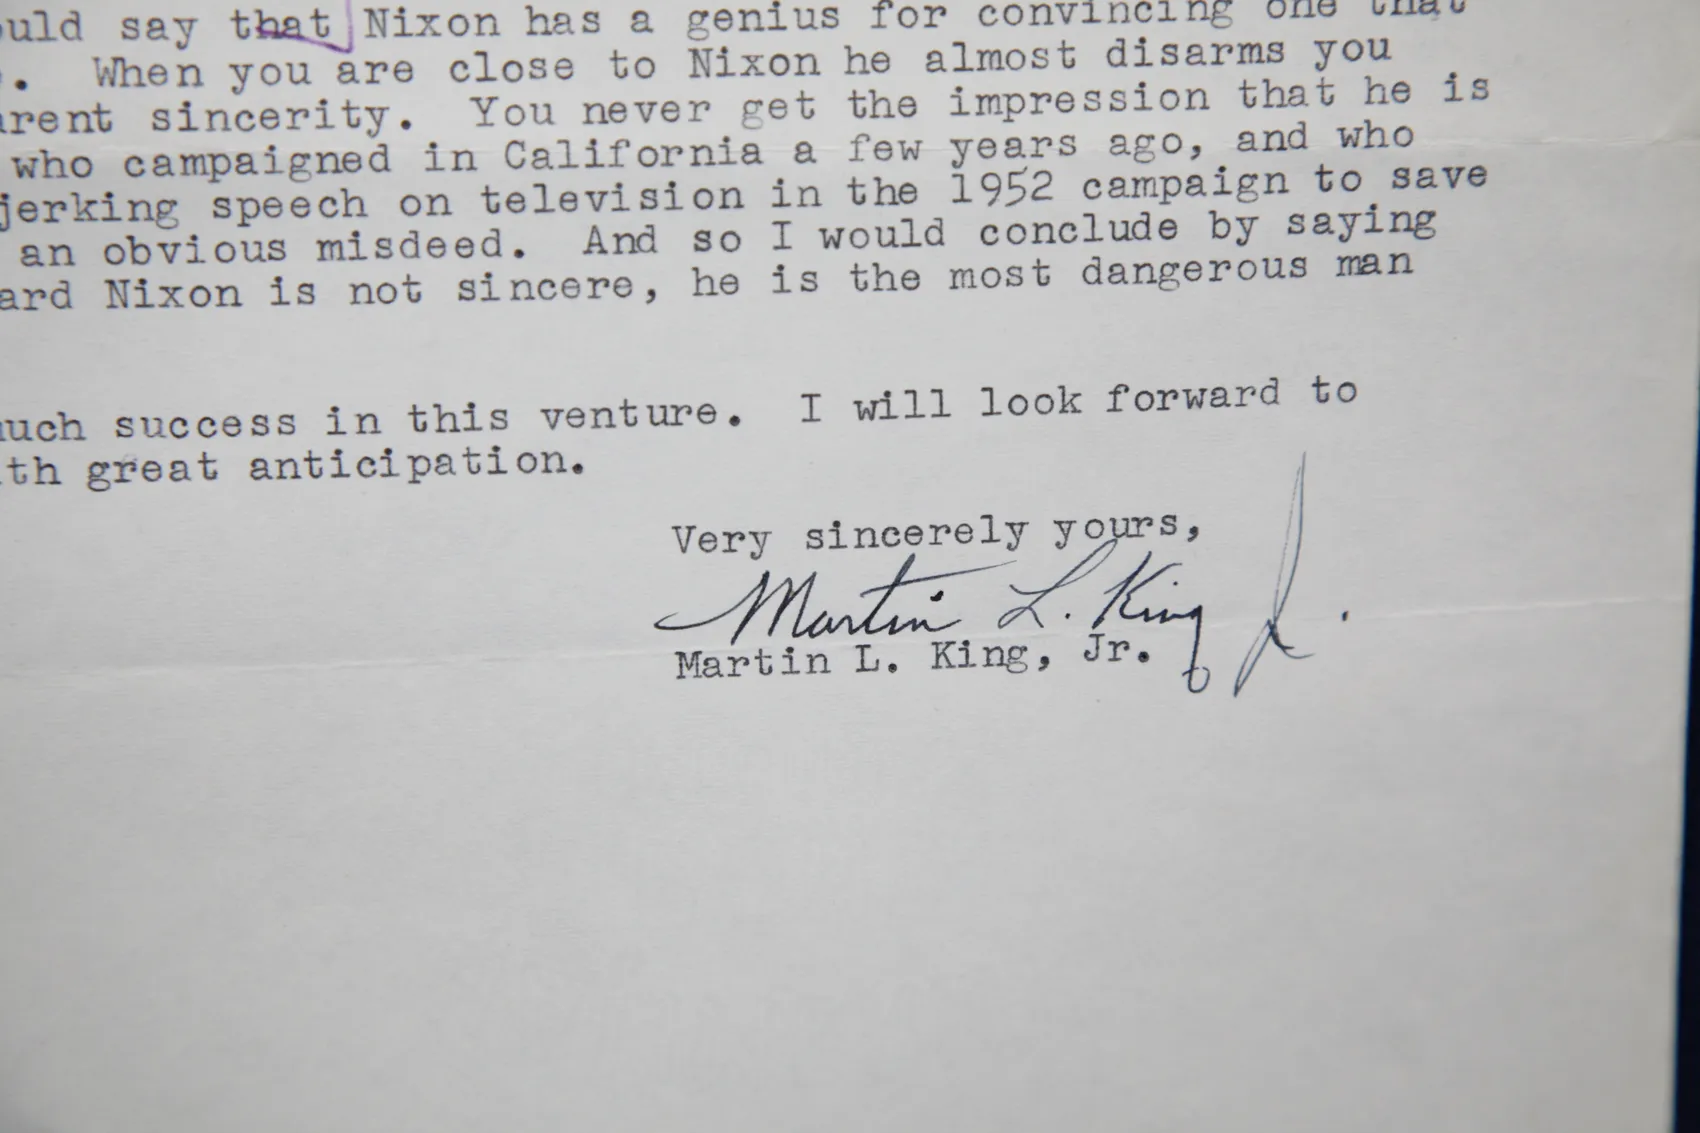 say that Nixon has a genius for convincing one that
. When you are close to Nixon he almost disarms you
sincerity. You never get the impression that he is
who campaigned in California a few years ago, and who
jerking speech on television in the 1952 campaign to save
an obvious misdeed. And so I would conclude by saying
ard Nixon is not sincere, he is the most dangerous man
uch success in this venture. I will look forward to
th great anticipation.
Very sincerely yours,
Martin L. King Jr.
Martin L. King, Jr.